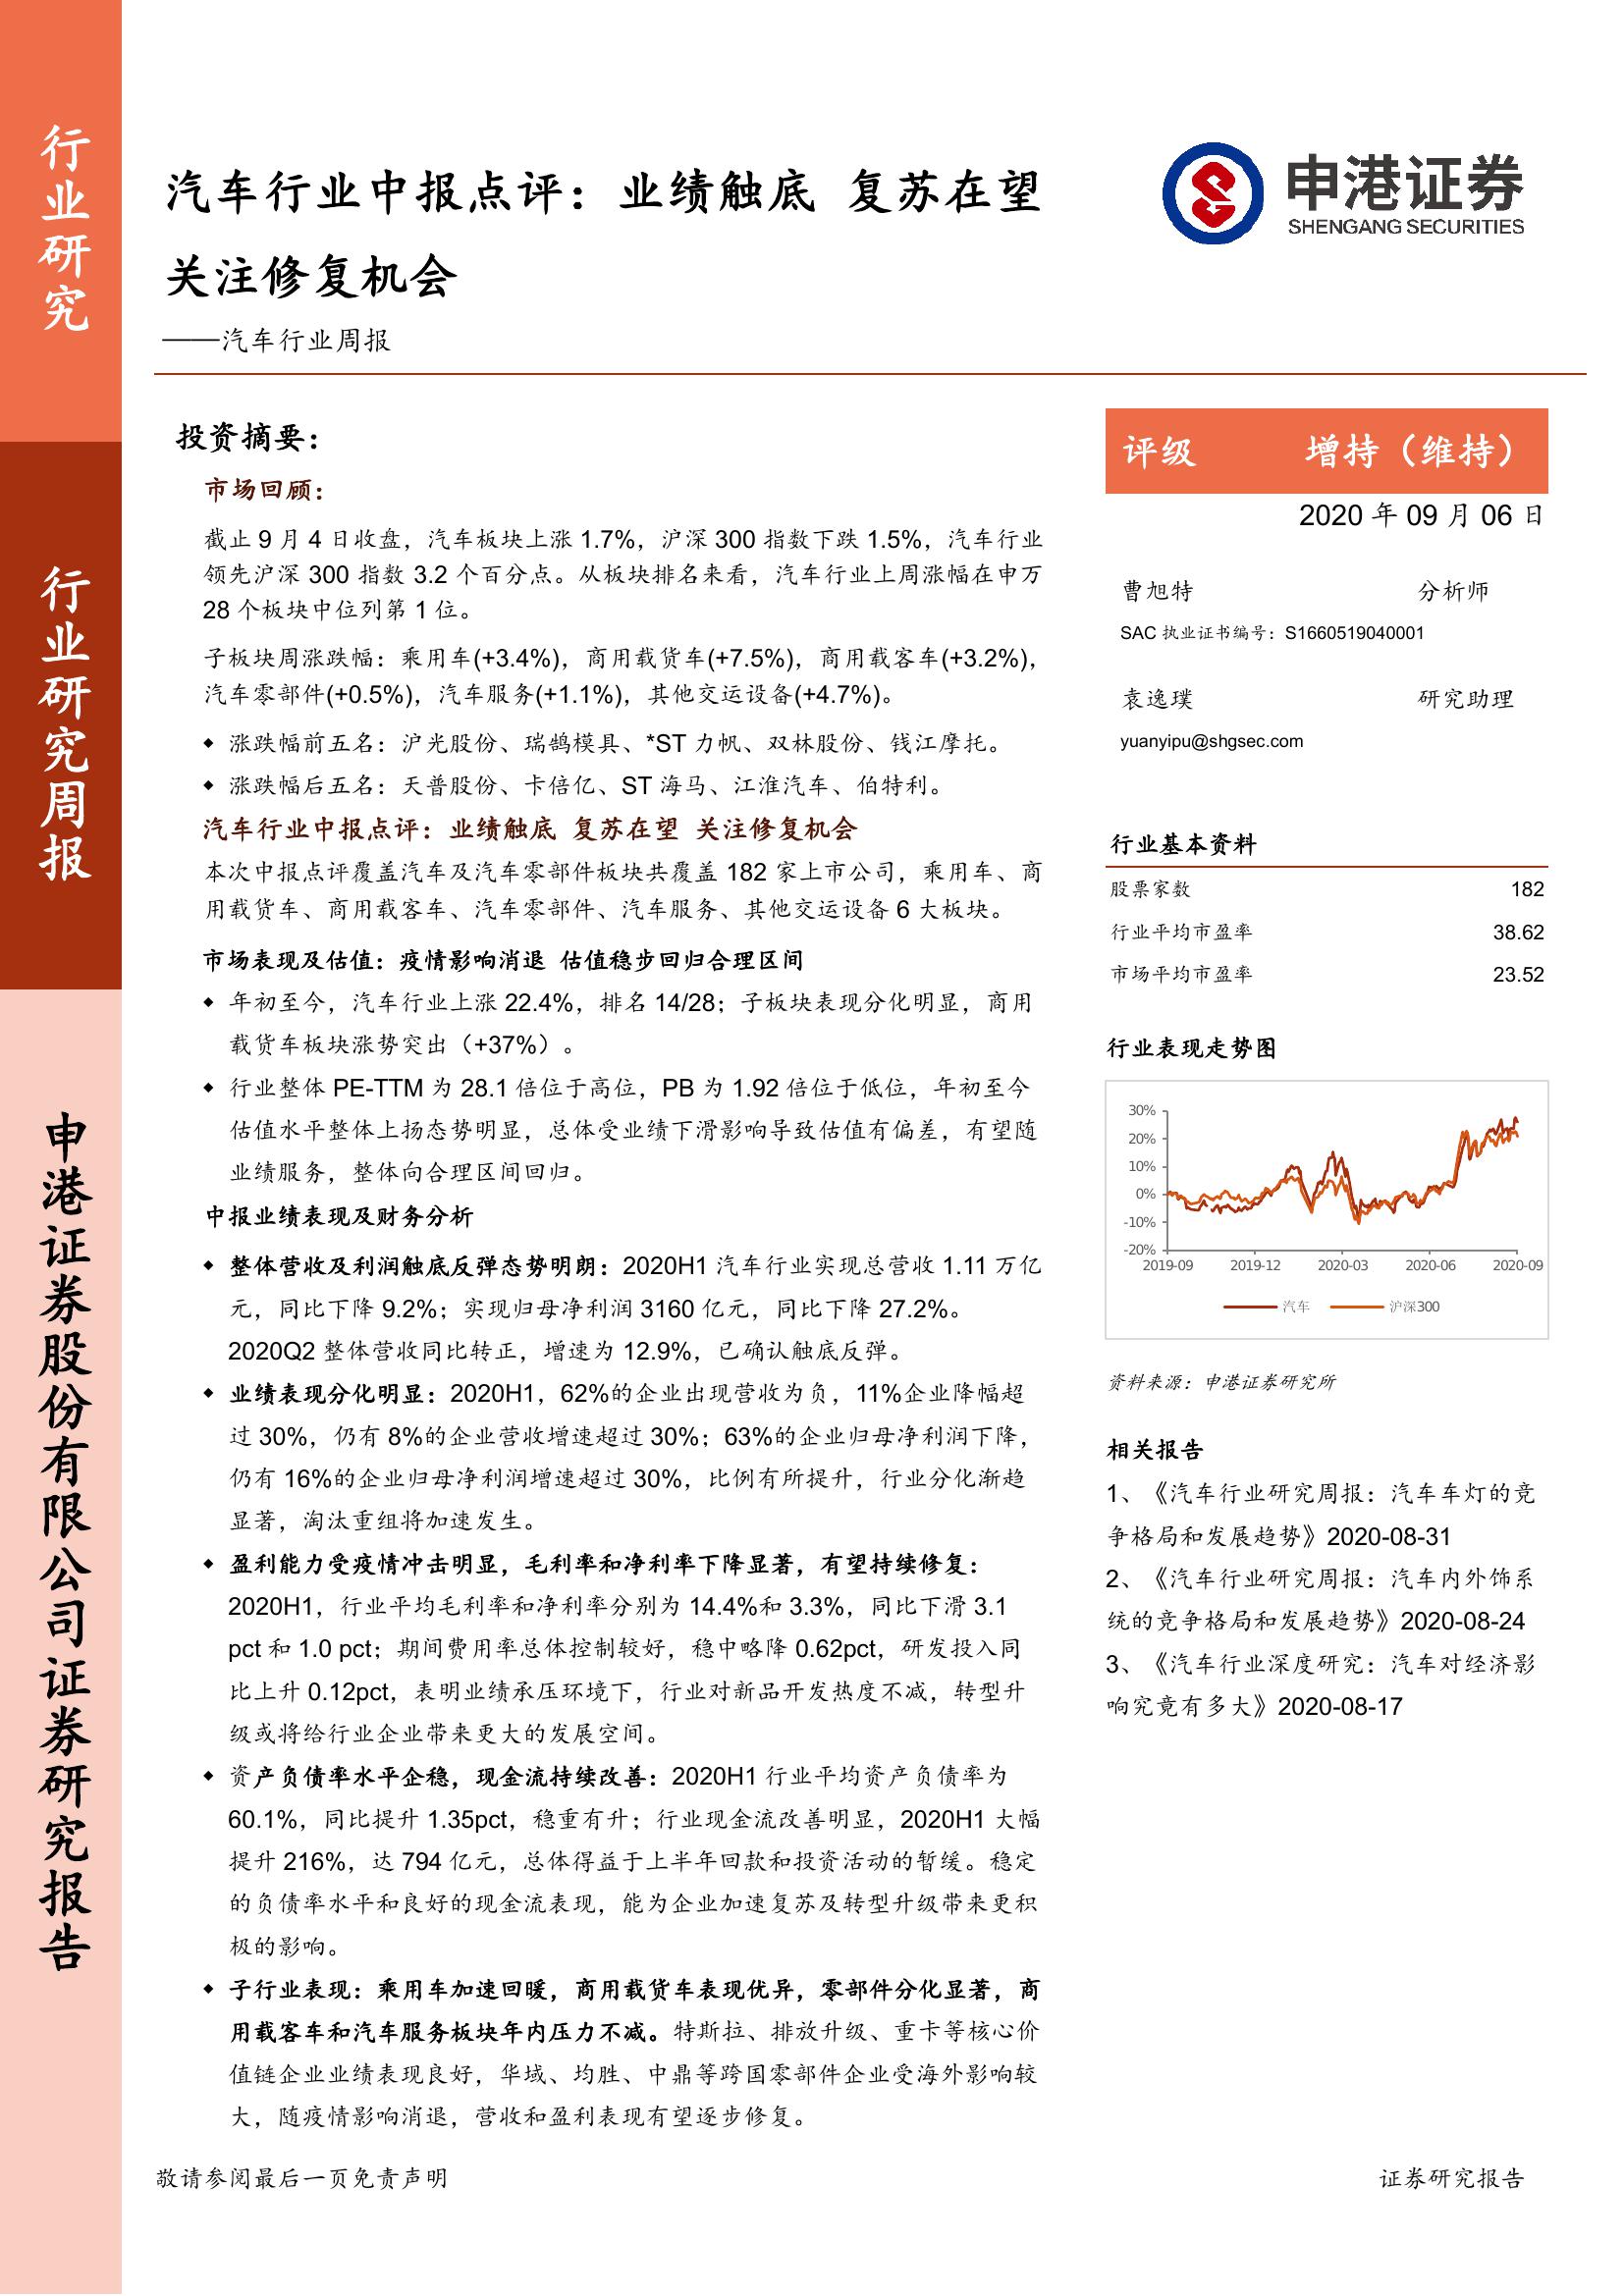 行业研究
行业研究周报
申港证券股份有限公司证券研究报告
汽车行业中报点评：业绩触底 复苏在望
关注修复机会
——汽车行业周报
申港证券
SHENGANG SECURITIES
投资摘要：
市场回顾：
截止 9 月 4 日收盘，汽车板块上涨 1.7%，沪深 300 指数下跌 1.5%，汽车行业
领先沪深 300 指数 3.2 个百分点。从板块排名来看，汽车行业上周涨幅在申万
28 个板块中位列第 1 位。
子板块周涨跌幅：乘用车(+3.4%)，商用载货车(+7.5%)，商用载客车(+3.2%)，
汽车零部件(+0.5%)，汽车服务(+1.1%)，其他交运设备(+4.7%)。
◆ 涨跌幅前五名：沪光股份、瑞鹄模具、*ST 力帆、双林股份、钱江摩托。
◆ 涨跌幅后五名：天普股份、卡倍亿、ST 海马、江淮汽车、伯特利。
汽车行业中报点评：业绩触底 复苏在望 关注修复机会
本次中报点评覆盖汽车及汽车零部件板块共覆盖 182 家上市公司，乘用车、商
用载货车、商用载客车、汽车零部件、汽车服务、其他交运设备 6 大板块。
市场表现及估值：疫情影响消退 估值稳步回归合理区间
◆ 年初至今，汽车行业上涨 22.4%，排名 14/28；子板块表现分化明显，商用
载货车板块涨势突出（+37%）。
◆ 行业整体 PE-TTM 为 28.1 倍位于高位，PB 为 1.92 倍位于低位，年初至今
估值水平整体上扬态势明显，总体受业绩下滑影响导致估值有偏差，有望随
业绩服务，整体向合理区间回归。
中报业绩表现及财务分析
◆ 整体营收及利润触底反弹态势明朗：2020H1 汽车行业实现总营收 1.11 万亿
元，同比下降 9.2%；实现归母净利润 3160 亿元，同比下降 27.2%。
2020Q2 整体营收同比转正，增速为 12.9%，已确认触底反弹。
◆ 业绩表现分化明显：2020H1，62%的企业出现营收为负，11%企业降幅超
过 30%，仍有 8%的企业营收增速超过 30%；63%的企业归母净利润下降，
仍有 16%的企业归母净利润增速超过 30%，比例有所提升，行业分化渐趋
显著，淘汰重组将加速发生。
◆ 盈利能力受疫情冲击明显，毛利率和净利率下降显著，有望持续修复：
2020H1，行业平均毛利率和净利率分别为 14.4%和 3.3%，同比下滑 3.1
pct 和 1.0 pct；期间费用率总体控制较好，稳中略降 0.62pct，研发投入同
比上升 0.12pct，表明业绩承压环境下，行业对新品开发热度不减，转型升
级或将给行业企业带来更大的发展空间。
◆ 资产负债率水平企稳，现金流持续改善：2020H1 行业平均资产负债率为
60.1%，同比提升 1.35pct，稳重有升；行业现金流改善明显，2020H1 大幅
提升 216%，达 794 亿元，总体得益于上半年回款和投资活动的暂缓。稳定
的负债率水平和良好的现金流表现，能为企业加速复苏及转型升级带来更积
极的影响。
◆ 子行业表现：乘用车加速回暖，商用载货车表现优异，零部件分化显著，商
用载客车和汽车服务板块年内压力不减。特斯拉、排放升级、重卡等核心价
值链企业业绩表现良好，华域、均胜、中鼎等跨国零部件企业受海外影响较
大，随疫情影响消退，营收和盈利表现有望逐步修复。
评级 增持（维持）
2020 年 09 月 06 日
曹旭特 分析师
SAC 执业证书编号：S1660519040001
袁逸璞 研究助理
yuanyipu@shgsec.com
行业基本资料
股票家数 182
行业平均市盈率 38.62
市场平均市盈率 23.52
行业表现走势图
30%
20%
10%
0%
-10%
-20%
2019-09 2019-12 2020-03 2020-06 2020-09
汽车 沪深300
资料来源：申港证券研究所
相关报告
1、《汽车行业研究周报：汽车车灯的竞
争格局和发展趋势》2020-08-31
2、《汽车行业研究周报：汽车内外饰系
统的竞争格局和发展趋势》2020-08-24
3、《汽车行业深度研究：汽车对经济影
响究竟有多大》2020-08-17
敬请参阅最后一页免责声明 证券研究报告